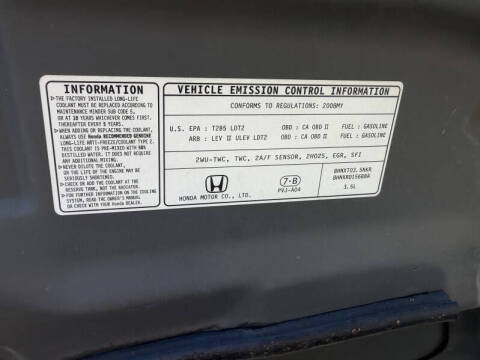 INFORMATION
▷THE FACTORY INSTALLED LONG-LIFE
COOLANT MUST BE REPLACED ACCORDING TO
MAINTENANCE MINDER SUB CODE 5,
OR AT 10 YEARS WHICHEVER COMES FIRST,
THEREAFTER EVERY 5 YEARS.
▷WHEN ADDING OR REPLACING THE COOLANT,
ALWAYS USE Honda RECOMMENDED GENUINE
LONG-LIFE ANTI-FREEZE/COOLANT TYPE 2.
THIS COOLANT IS PRE-MIXED WITH 50%
DISTILLED WATER. IT DOES NOT REQUIRE
ANY ADDITIONAL MIXING.
▷NEVER DILUTE THE COOLANT,
OR THE LIFE OF THE ENGINE MAY BE
SERIOUSLY SHORTENED.
▷CHECK OR ADD THE COOLANT AT THE
RESERVE TANK, NOT THE RADIATOR.
▷FOR FURTHER INFORMATION OF THE COOLING
SYSTEM, READ THE OWNER'S MANUAL
OR CHECK WITH YOUR Honda DEALER.
VEHICLE EMISSION CONTROL INFORMATION
CONFORMS TO REGULATIONS: 2008MY
U.S. EPA : T2B5 LDT2 OBD : CA OBD II FUEL : GASOLINE
ARB : LEV II ULEV LDT2 OBD : CA OBD II FUEL : GASOLINE
2WU-TWC, TWC, 2A/F SENSOR, 2HO2S, EGR, SFI
HONDA MOTOR CO., LTD.
7-B
PVJ-A04
8HNXT03.5NKR
8HNXR0156BBA
3.5L